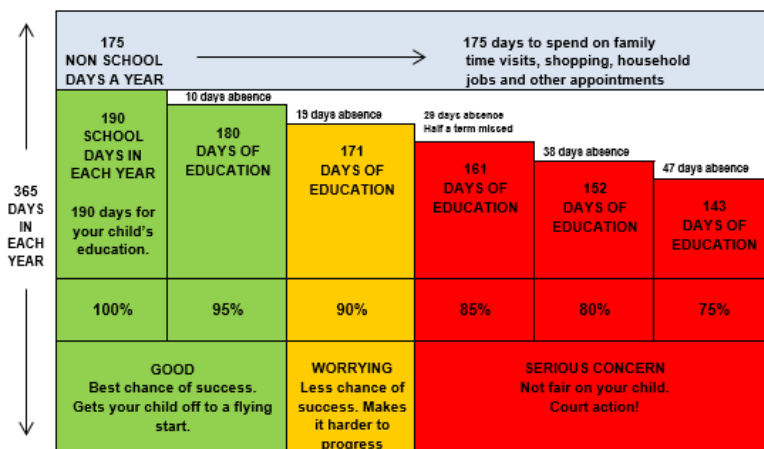 175
NON SCHOOL
DAYS A YEAR
175 days to spend on family
time visits, shopping, household
jobs and other appointments
365
DAYS
IN
EACH
YEAR
190
SCHOOL
DAYS IN
EACH YEAR
190 days for
your child's
education.
10 days absence
180
DAYS OF
EDUCATION
19 days absence
171
DAYS OF
EDUCATION
29 days absence
Half a term missed
161
DAYS OF
EDUCATION
38 days absence
152
DAYS OF
EDUCATION
47 days absence
143
DAYS OF
EDUCATION
100%
95%
90%
85%
80%
75%
GOOD
Best chance of success.
Gets your child off to a flying
start.
WORRYING
Less chance of
success. Makes
it harder to
progress
SERIOUS CONCERN
Not fair on your child.
Court action!